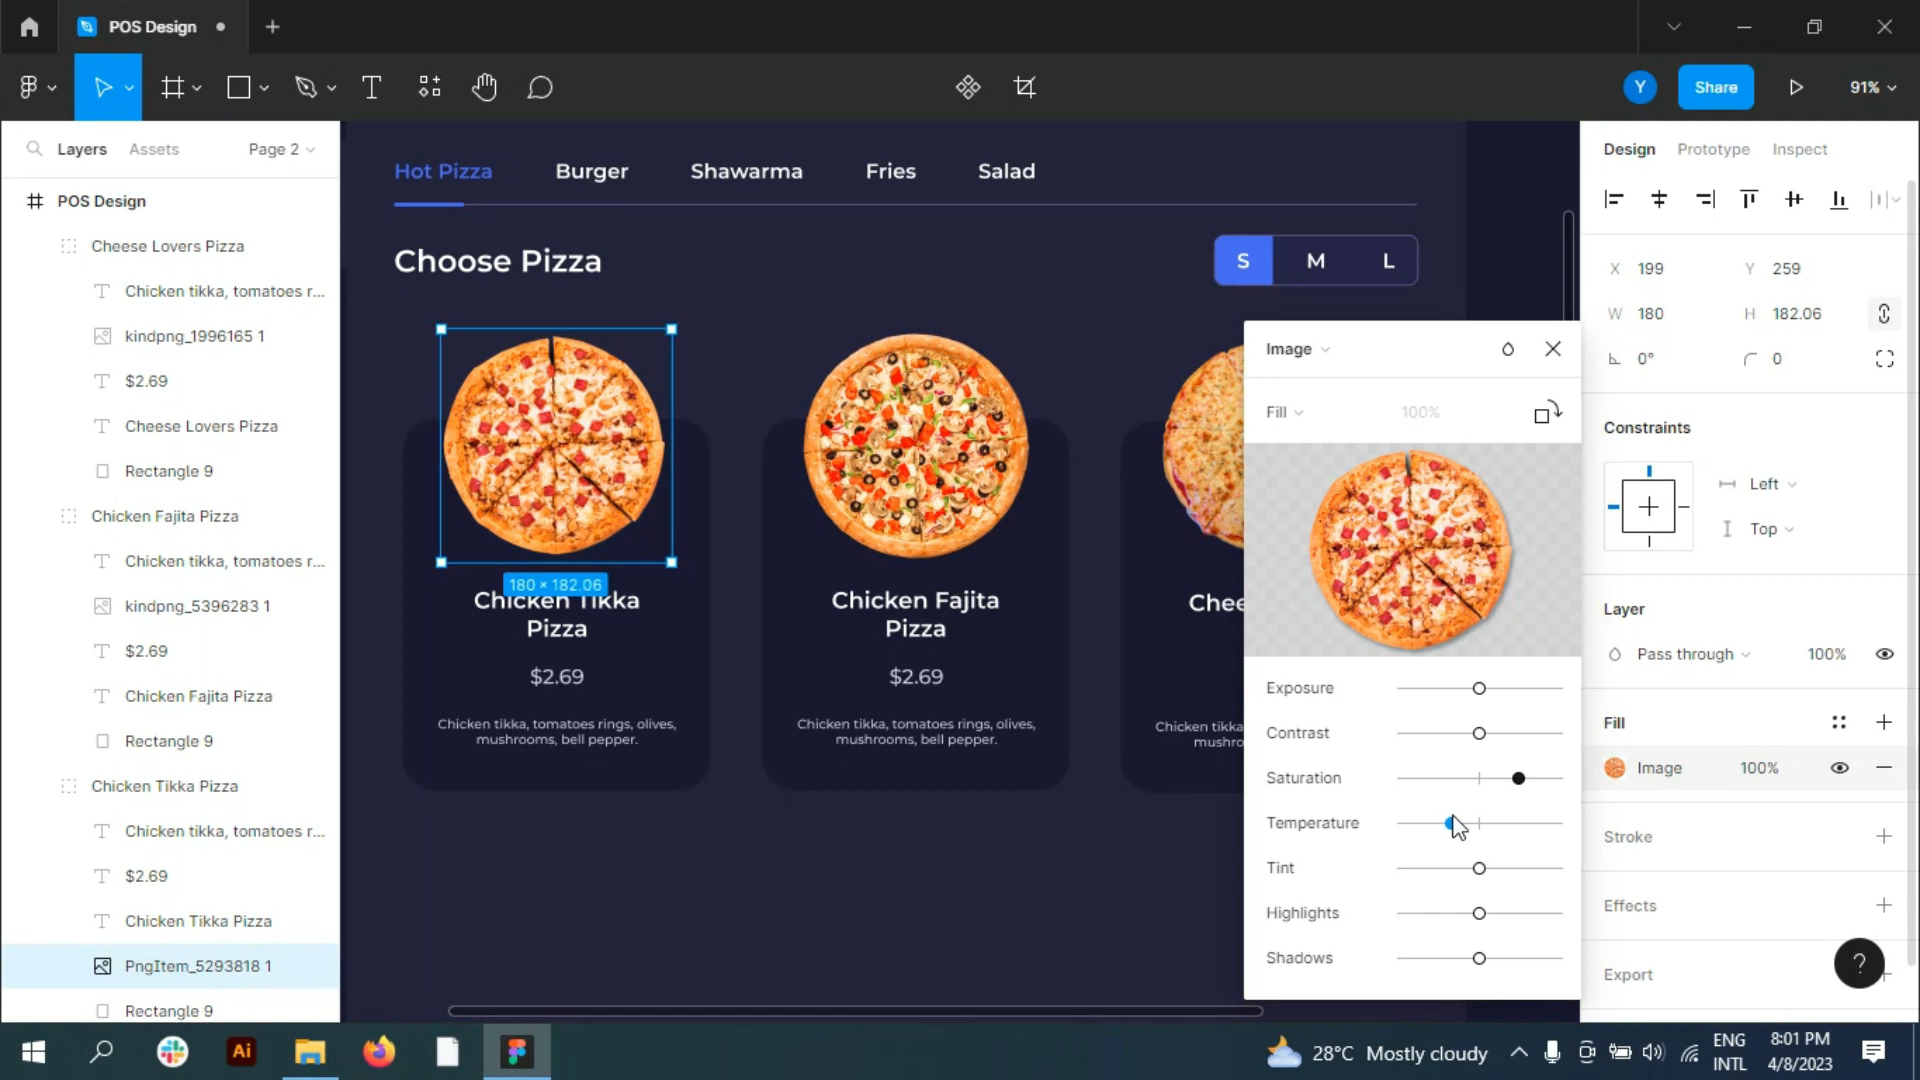 POS Design
Share
91%
Y
Layers
Assets
Page 2
POS Design
Cheese Lovers Pizza
Chicken tikka, tomatoes r...
kindpng_1996165 1
$2.69
Cheese Lovers Pizza
Rectangle 9
Chicken Fajita Pizza
Chicken tikka, tomatoes r...
kindpng_5396283 1
$2.69
Chicken Fajita Pizza
Rectangle 9
Chicken Tikka Pizza
Chicken tikka, tomatoes r...
$2.69
Chicken Tikka Pizza
PngItem_5293818 1
Rectangle 9
Hot Pizza
Burger
Shawarma
Fries
Salad
Choose Pizza
S
M
L
180 × 182.06
Chicken Tikka
Pizza
$2.69
Chicken tikka, tomatoes rings, olives,
mushrooms, bell pepper.
Chicken Fajita
Pizza
$2.69
Chicken tikka, tomatoes rings, olives,
mushrooms, bell pepper.
Chee
Chicken tikka
mushro
Image
Fill
100%
Exposure
Contrast
Saturation
Temperature
Tint
Highlights
Shadows
Design
Prototype
Inspect
X 199
Y 259
W 180
H 182.06
0°
0
Constraints
Left
Top
Layer
Pass through
100%
Fill
Image
100%
Stroke
Effects
Export
?
Ai
28°C Mostly cloudy
ENG
INTL
8:01 PM
4/8/2023